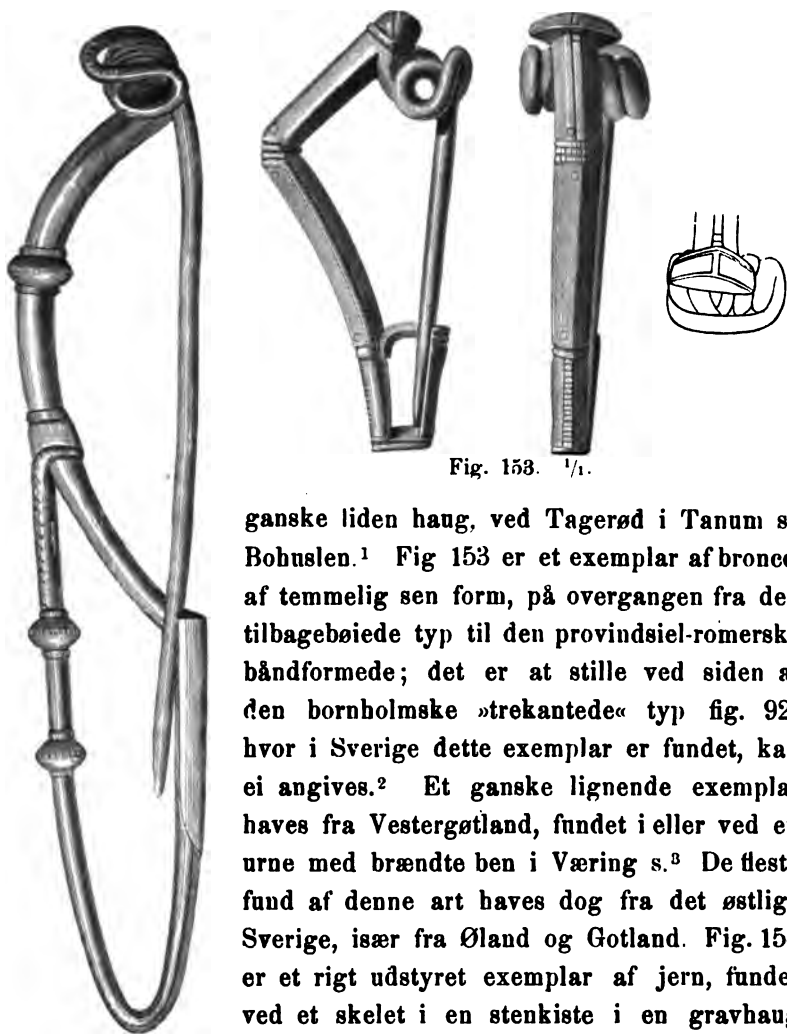 Fig. 153. ¹/₁.
ganske liden haug, ved Tagerød i Tanum s
Bohuslen.¹ Fig 153 er et exemplar af bronce
af temmelig sen form, på overgangen fra de
tilbagebøiede typ til den provindsiel-romersk
båndformede; det er at stille ved siden a
den bornholmske »trekantede« typ fig. 92
hvor i Sverige dette exemplar er fundet, ka
ei angives.² Et ganske lignende exempla
haves fra Vestergøtland, fundet i eller ved e
urne med brændte ben i Væring s.³ De flest
fund af denne art haves dog fra det østlig
Sverige, især fra Øland og Gotland. Fig. 15
er et rigt udstyret exemplar af jern, funde
ved et skelet i en stenkiste i en gravhaug